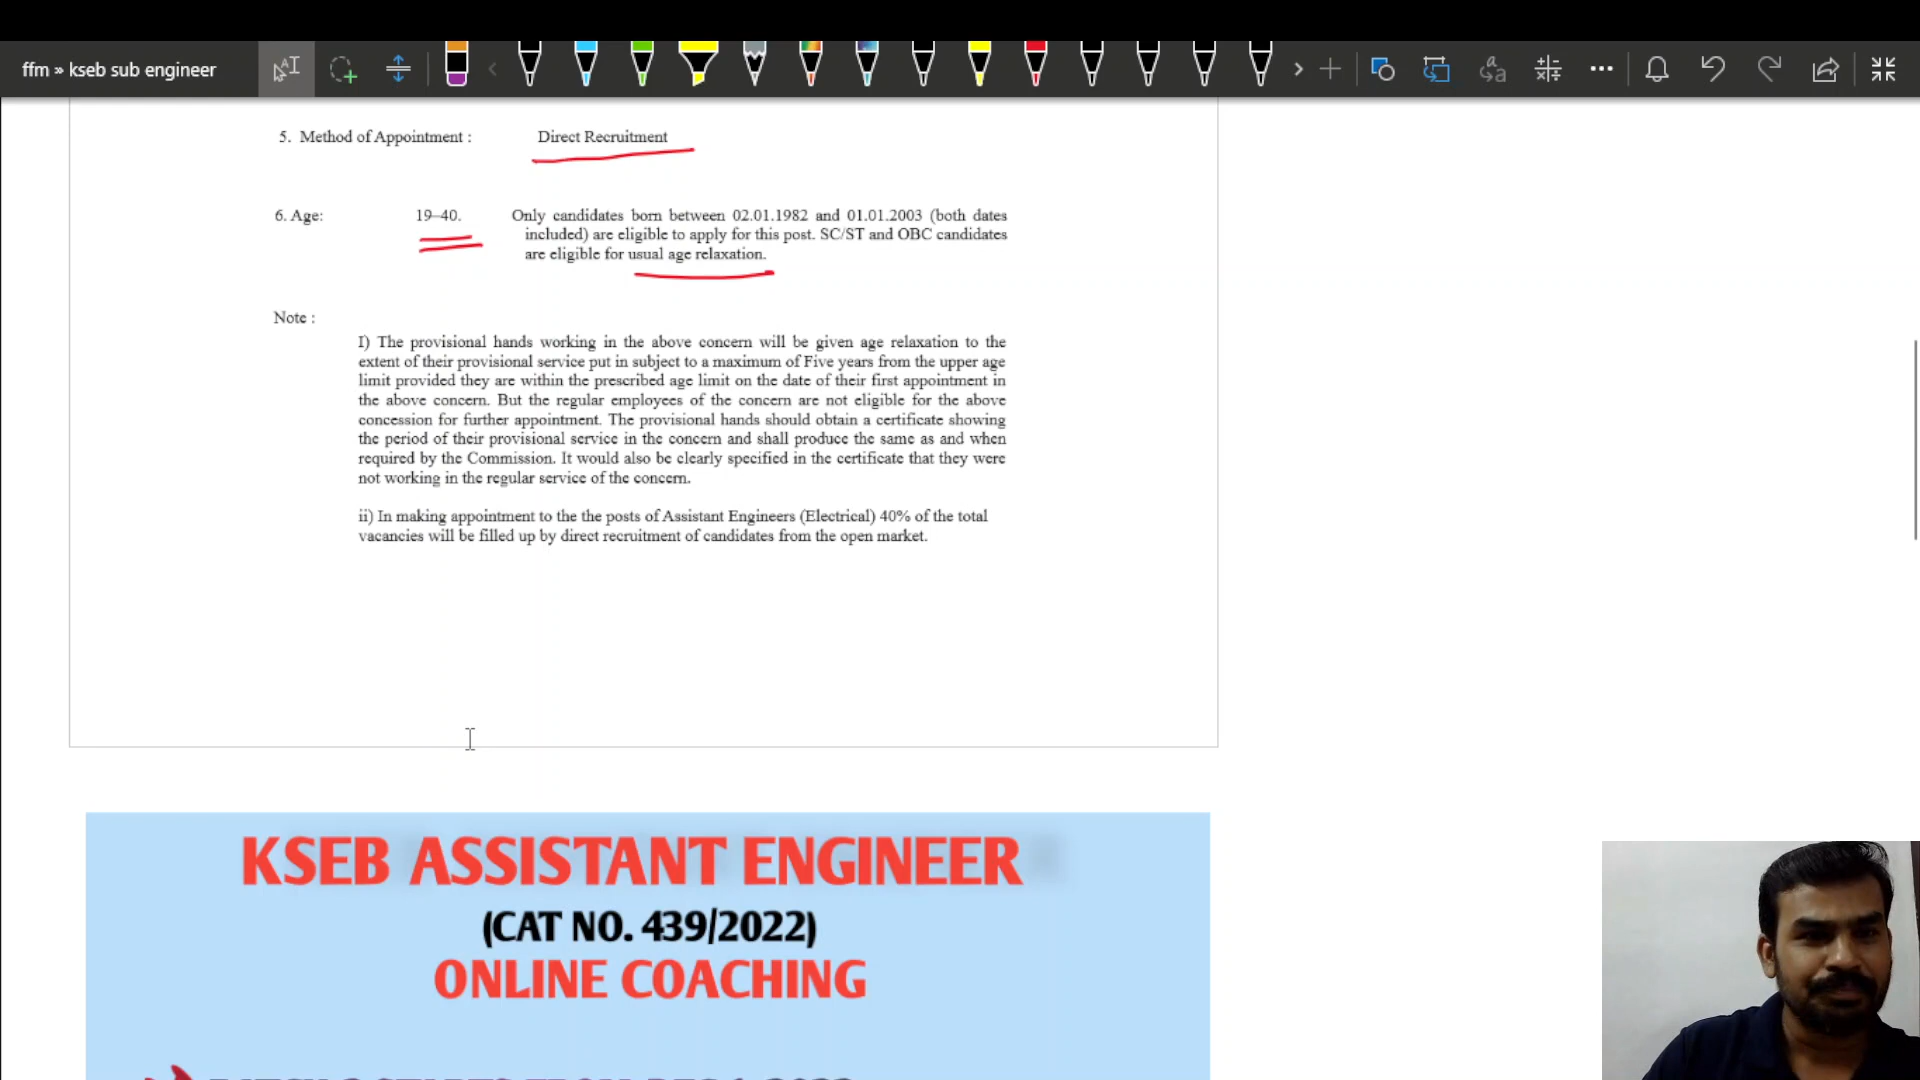 ffm » kseb sub engineer
5. Method of Appointment : Direct Recruitment
6. Age: 19–40. Only candidates born between 02.01.1982 and 01.01.2003 (both dates
included) are eligible to apply for this post. SC/ST and OBC candidates
are eligible for usual age relaxation.
Note :
I) The provisional hands working in the above concern will be given age relaxation to the
extent of their provisional service put in subject to a maximum of Five years from the upper age
limit provided they are within the prescribed age limit on the date of their first appointment in
the above concern. But the regular employees of the concern are not eligible for the above
concession for further appointment. The provisional hands should obtain a certificate showing
the period of their provisional service in the concern and shall produce the same as and when
required by the Commission. It would also be clearly specified in the certificate that they were
not working in the regular service of the concern.
ii) In making appointment to the the posts of Assistant Engineers (Electrical) 40% of the total
vacancies will be filled up by direct recruitment of candidates from the open market.
KSEB ASSISTANT ENGINEER
(CAT NO. 439/2022)
ONLINE COACHING